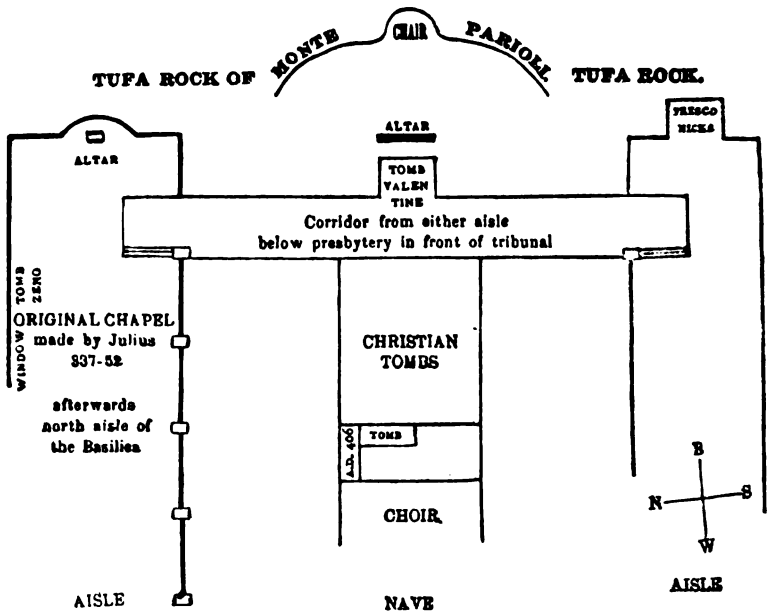 CHAIR
TUFA ROCK OF MONTE PARIOLI. TUFA ROCK.
FRESCO
NICKS
ALTAR
ALTAR
TOMB
VALEN
TINE
Corridor from either aisle
below presbytery in front of tribunal
WINDOW TOMB
ZENO
ORIGINAL CHAPEL
made by Julius
337-52
afterwards
north aisle of
the Basilica
CHRISTIAN
TOMBS
A.D. 406
TOMB
CHOIR.
B
N
S
W
AISLE
NAVE
AISLE